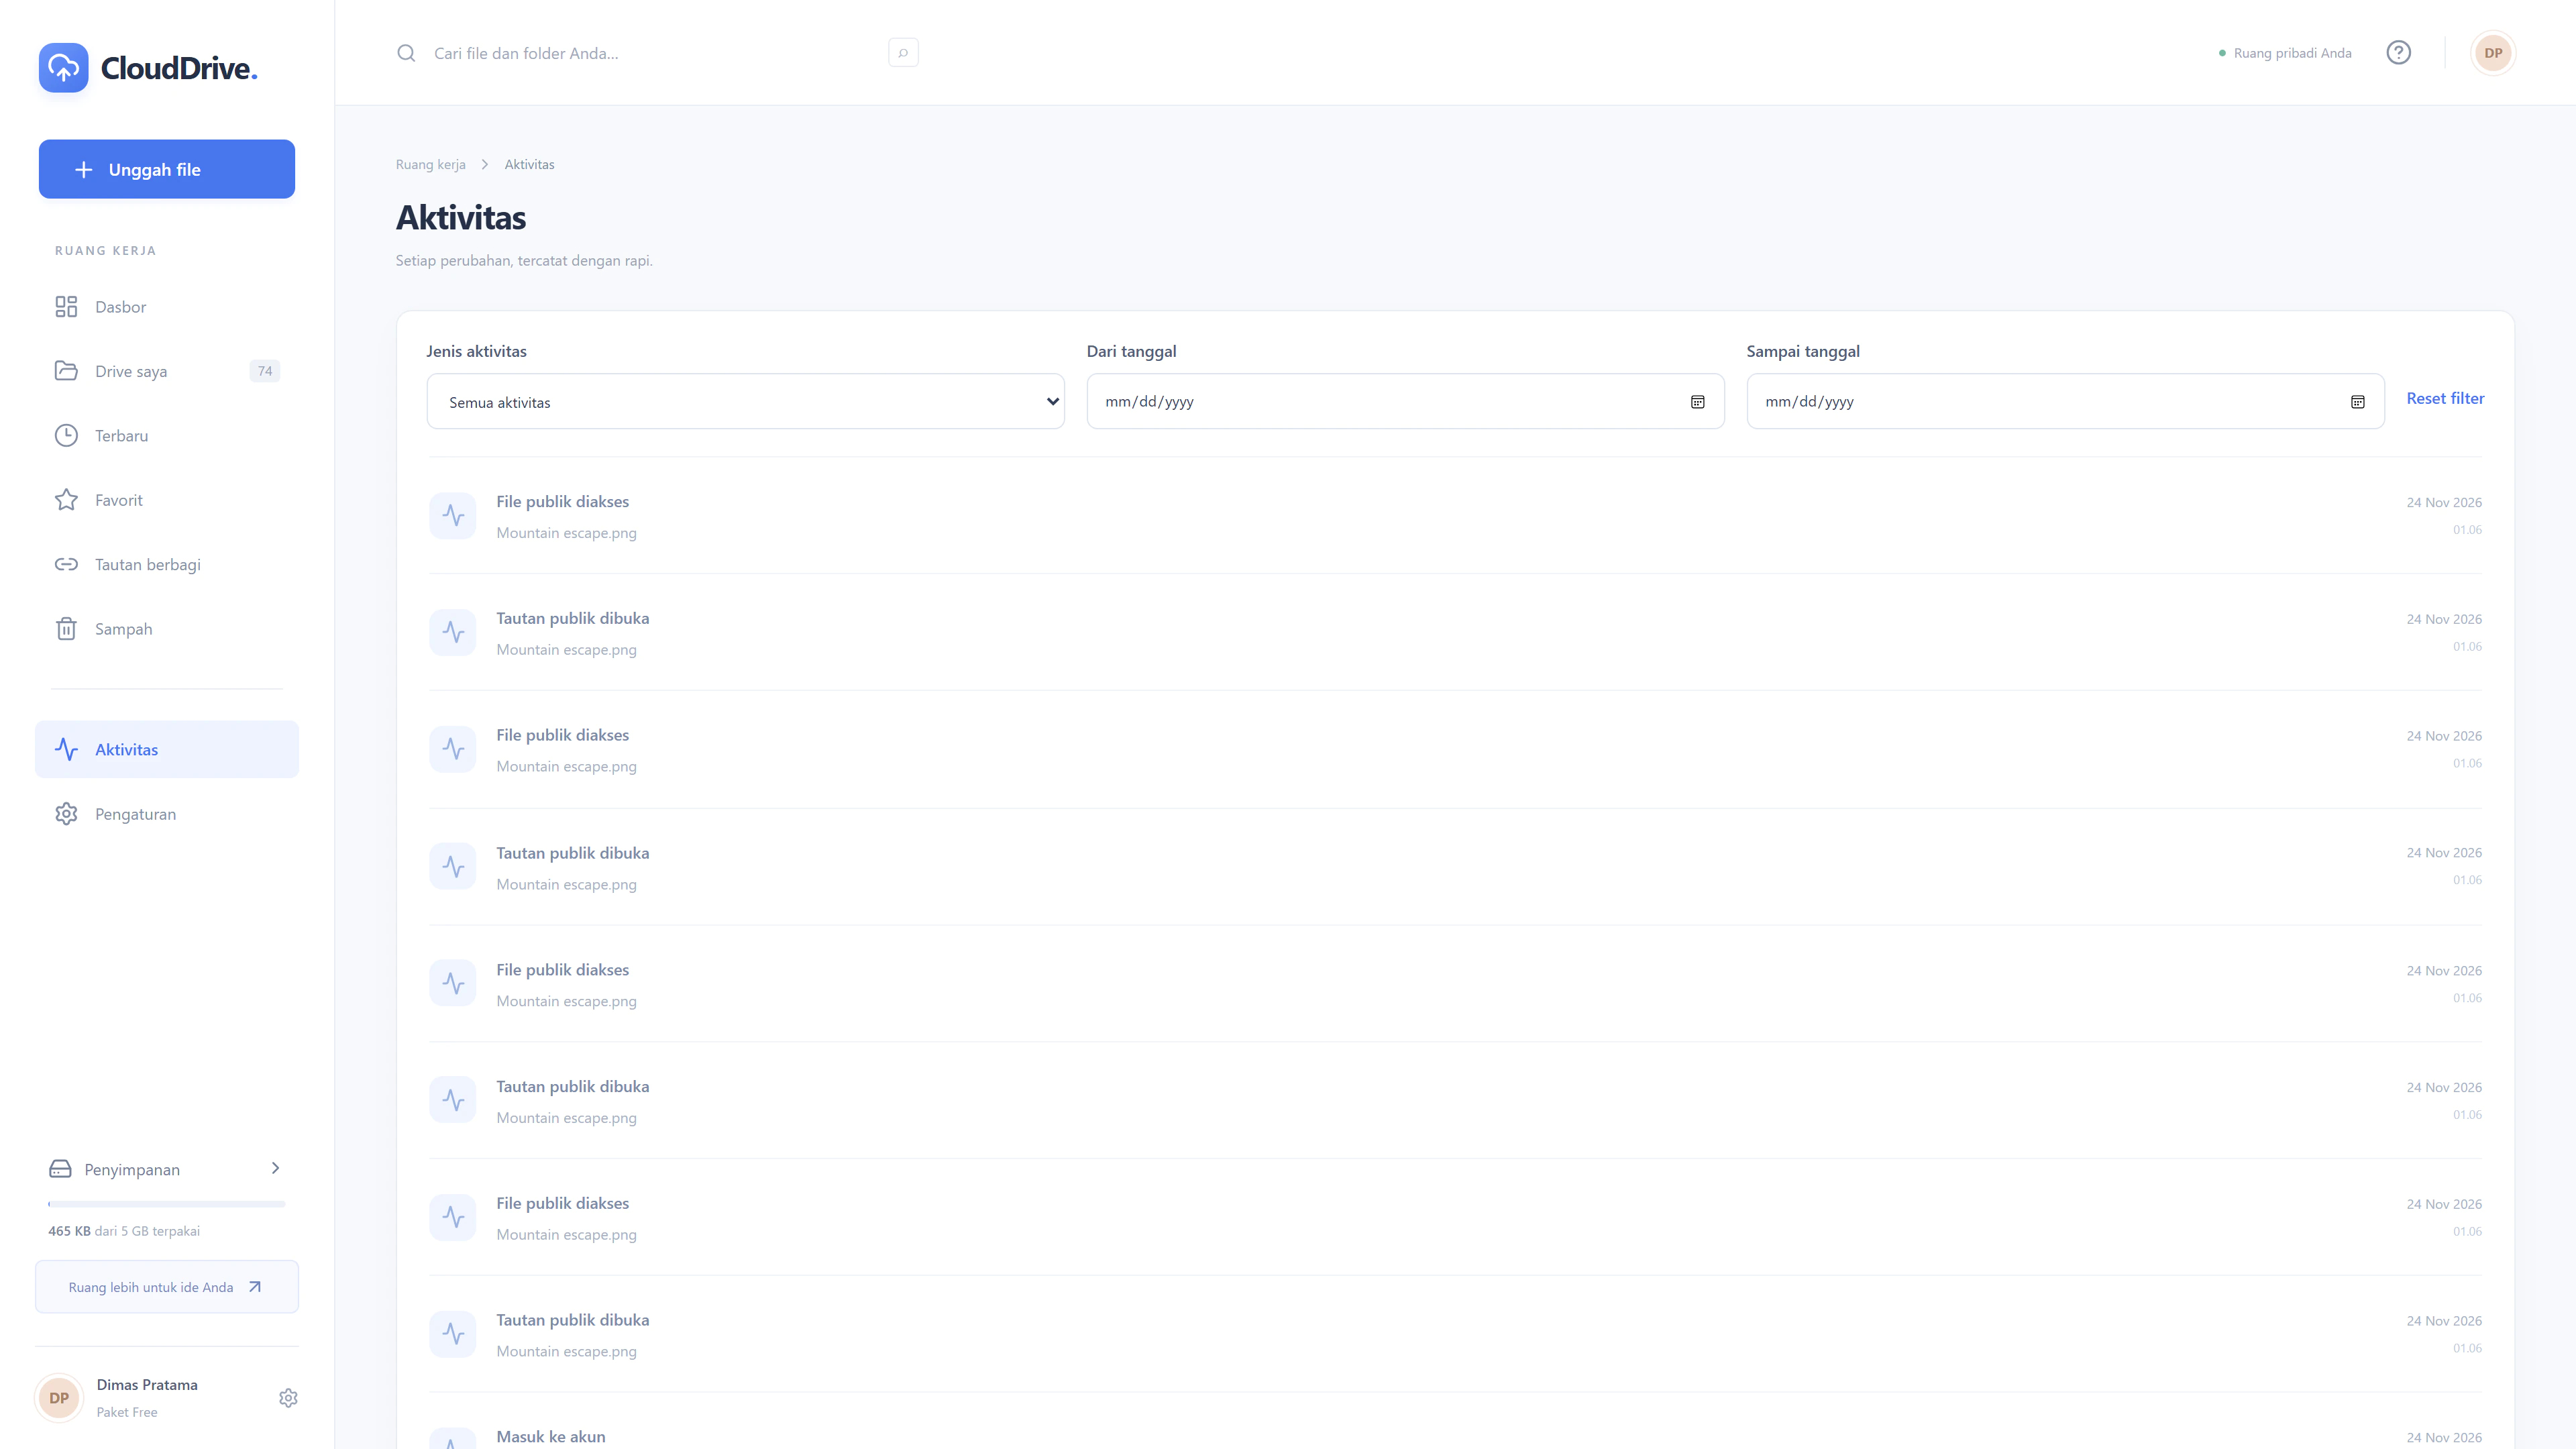 CloudDrive.
Cari file dan folder Anda...
Ruang pribadi Anda
DP
Unggah file
RUANG KERJA
Dasbor
Drive saya
74
Terbaru
Favorit
Tautan berbagi
Sampah
Aktivitas
Pengaturan
Penyimpanan
465 KB dari 5 GB terpakai
Ruang lebih untuk ide Anda
DP
Dimas Pratama
Paket Free
Ruang kerja
Aktivitas
Aktivitas
Setiap perubahan, tercatat dengan rapi.
Jenis aktivitas
Semua aktivitas
Dari tanggal
mm/dd/yyyy
Sampai tanggal
mm/dd/yyyy
Reset filter
File publik diakses
Mountain escape.png
24 Nov 2026
01.06
Tautan publik dibuka
Mountain escape.png
24 Nov 2026
01.06
File publik diakses
Mountain escape.png
24 Nov 2026
01.06
Tautan publik dibuka
Mountain escape.png
24 Nov 2026
01.06
File publik diakses
Mountain escape.png
24 Nov 2026
01.06
Tautan publik dibuka
Mountain escape.png
24 Nov 2026
01.06
File publik diakses
Mountain escape.png
24 Nov 2026
01.06
Tautan publik dibuka
Mountain escape.png
24 Nov 2026
01.06
Masuk ke akun
24 Nov 2026